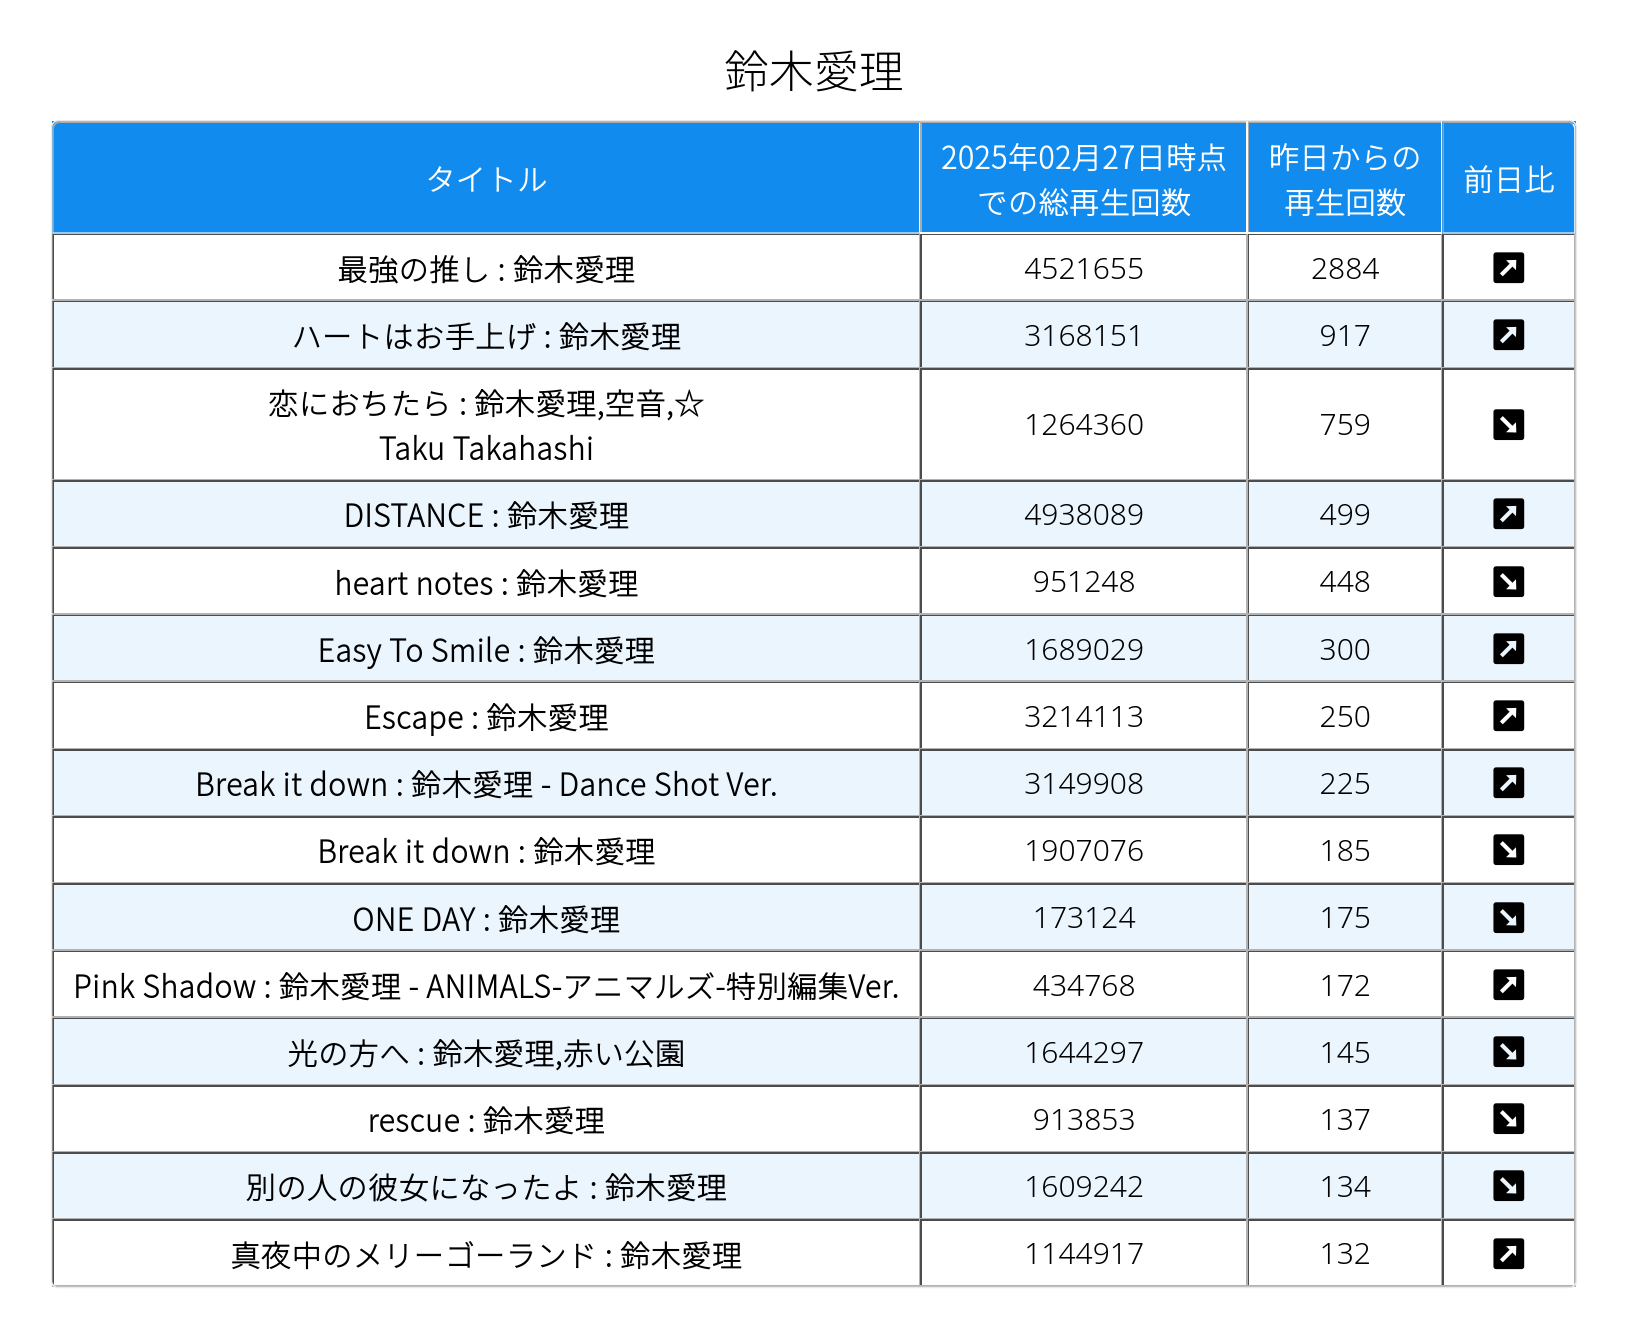 鈴木愛理
タイトル
2025年02月27日時点
での総再生回数
昨日からの
再生回数
前日比
最強の推し : 鈴木愛理 4521655 2884
ハートはお手上げ : 鈴木愛理 3168151 917
恋におちたら : 鈴木愛理,空音,☆
Taku Takahashi 1264360 759
DISTANCE : 鈴木愛理 4938089 499
heart notes : 鈴木愛理 951248 448
Easy To Smile : 鈴木愛理 1689029 300
Escape : 鈴木愛理 3214113 250
Break it down : 鈴木愛理 - Dance Shot Ver. 3149908 225
Break it down : 鈴木愛理 1907076 185
ONE DAY : 鈴木愛理 173124 175
Pink Shadow : 鈴木愛理 - ANIMALS-アニマルズ-特別編集Ver. 434768 172
光の方へ : 鈴木愛理,赤い公園 1644297 145
rescue : 鈴木愛理 913853 137
別の人の彼女になったよ : 鈴木愛理 1609242 134
真夜中のメリーゴーランド : 鈴木愛理 1144917 132